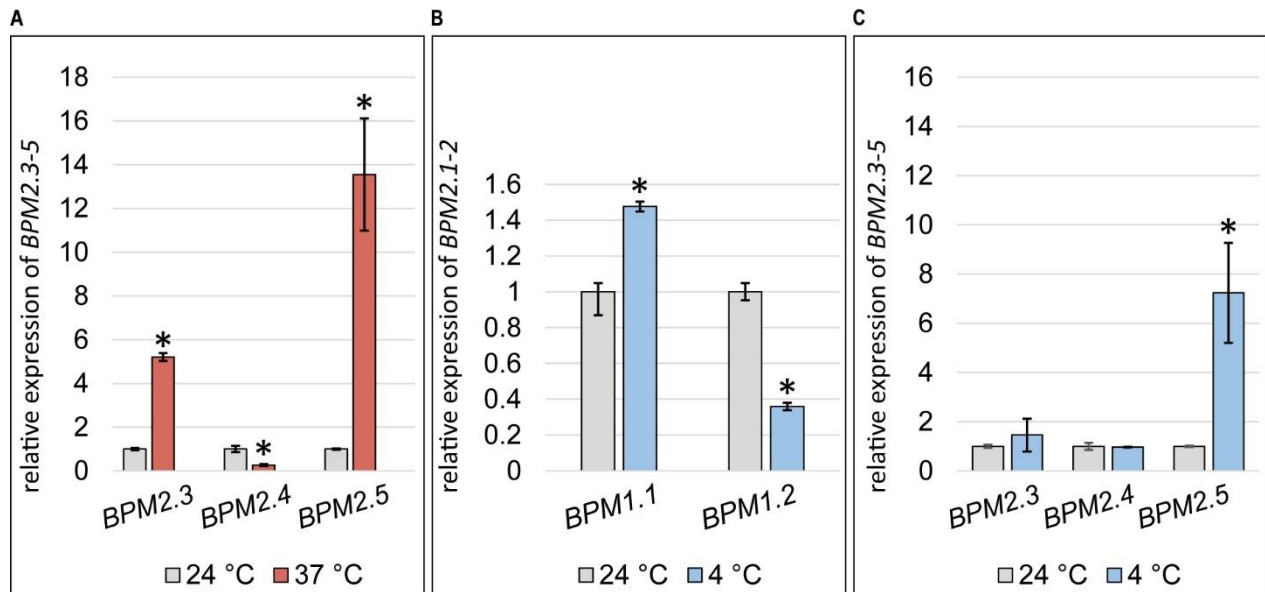 A
relative expression of BPM2.3-5
18
16
14
12
10
8
6
4
2
0
*
*
*
BPM2.3
BPM2.4
BPM2.5
24 °C
37 °C
B
relative expression of BPM2.1-2
1.6
1.4
1.2
1
0.8
0.6
0.4
0.2
0
*
*
BPM1.1
BPM1.2
24 °C
4 °C
C
relative expression of BPM2.3-5
16
14
12
10
8
6
4
2
0
*
BPM2.3
BPM2.4
BPM2.5
24 °C
4 °C